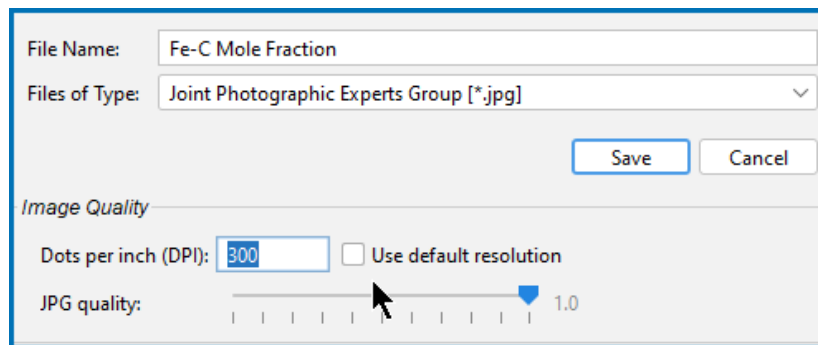 File Name: Fe-C Mole Fraction
Files of Type: Joint Photographic Experts Group [*.jpg]
Save Cancel
Image Quality
Dots per inch (DPI): 300 Use default resolution
JPG quality: 1.0